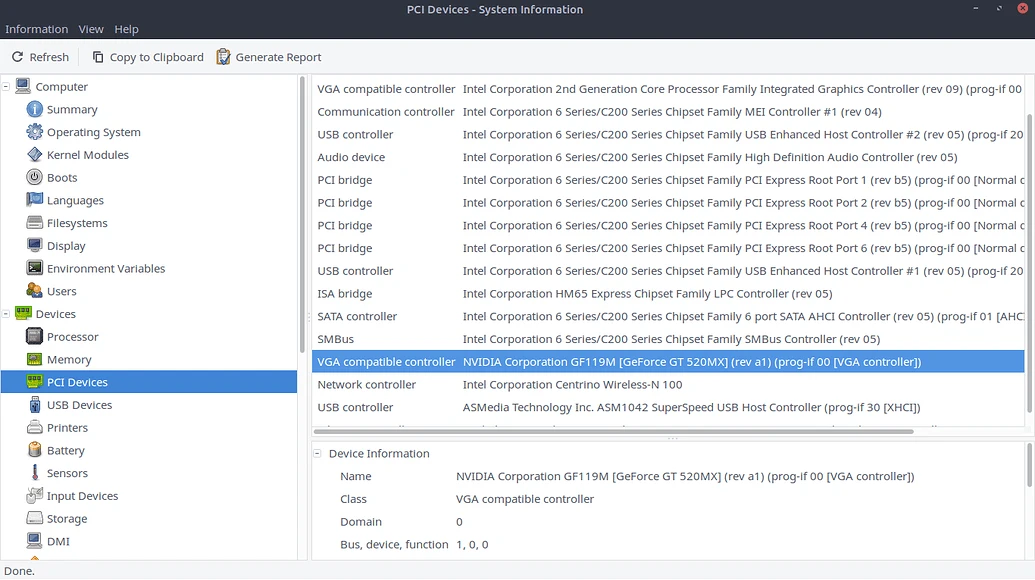 PCI Devices - System Information
Information View Help
Refresh Copy to Clipboard Generate Report
Computer
Summary
Operating System
Kernel Modules
Boots
Languages
Filesystems
Display
Environment Variables
Users
Devices
Processor
Memory
PCI Devices
USB Devices
Printers
Battery
Sensors
Input Devices
Storage
DMI
VGA compatible controller Intel Corporation 2nd Generation Core Processor Family Integrated Graphics Controller (rev 09) (prog-if 00
Communication controller Intel Corporation 6 Series/C200 Series Chipset Family MEI Controller #1 (rev 04)
USB controller Intel Corporation 6 Series/C200 Series Chipset Family USB Enhanced Host Controller #2 (rev 05) (prog-if 20
Audio device Intel Corporation 6 Series/C200 Series Chipset Family High Definition Audio Controller (rev 05)
PCI bridge Intel Corporation 6 Series/C200 Series Chipset Family PCI Express Root Port 1 (rev b5) (prog-if 00 [Normal d
PCI bridge Intel Corporation 6 Series/C200 Series Chipset Family PCI Express Root Port 2 (rev b5) (prog-if 00 [Normal d
PCI bridge Intel Corporation 6 Series/C200 Series Chipset Family PCI Express Root Port 4 (rev b5) (prog-if 00 [Normal d
PCI bridge Intel Corporation 6 Series/C200 Series Chipset Family PCI Express Root Port 6 (rev b5) (prog-if 00 [Normal d
USB controller Intel Corporation 6 Series/C200 Series Chipset Family USB Enhanced Host Controller #1 (rev 05) (prog-if 20
ISA bridge Intel Corporation HM65 Express Chipset Family LPC Controller (rev 05)
SATA controller Intel Corporation 6 Series/C200 Series Chipset Family 6 port SATA AHCI Controller (rev 05) (prog-if 01 [AHC
SMBus Intel Corporation 6 Series/C200 Series Chipset Family SMBus Controller (rev 05)
VGA compatible controller NVIDIA Corporation GF119M [GeForce GT 520MX] (rev a1) (prog-if 00 [VGA controller])
Network controller Intel Corporation Centrino Wireless-N 100
USB controller ASMedia Technology Inc. ASM1042 SuperSpeed USB Host Controller (prog-if 30 [XHCI])
Device Information
Name NVIDIA Corporation GF119M [GeForce GT 520MX] (rev a1) (prog-if 00 [VGA controller])
Class VGA compatible controller
Domain 0
Bus, device, function 1, 0, 0
Done.